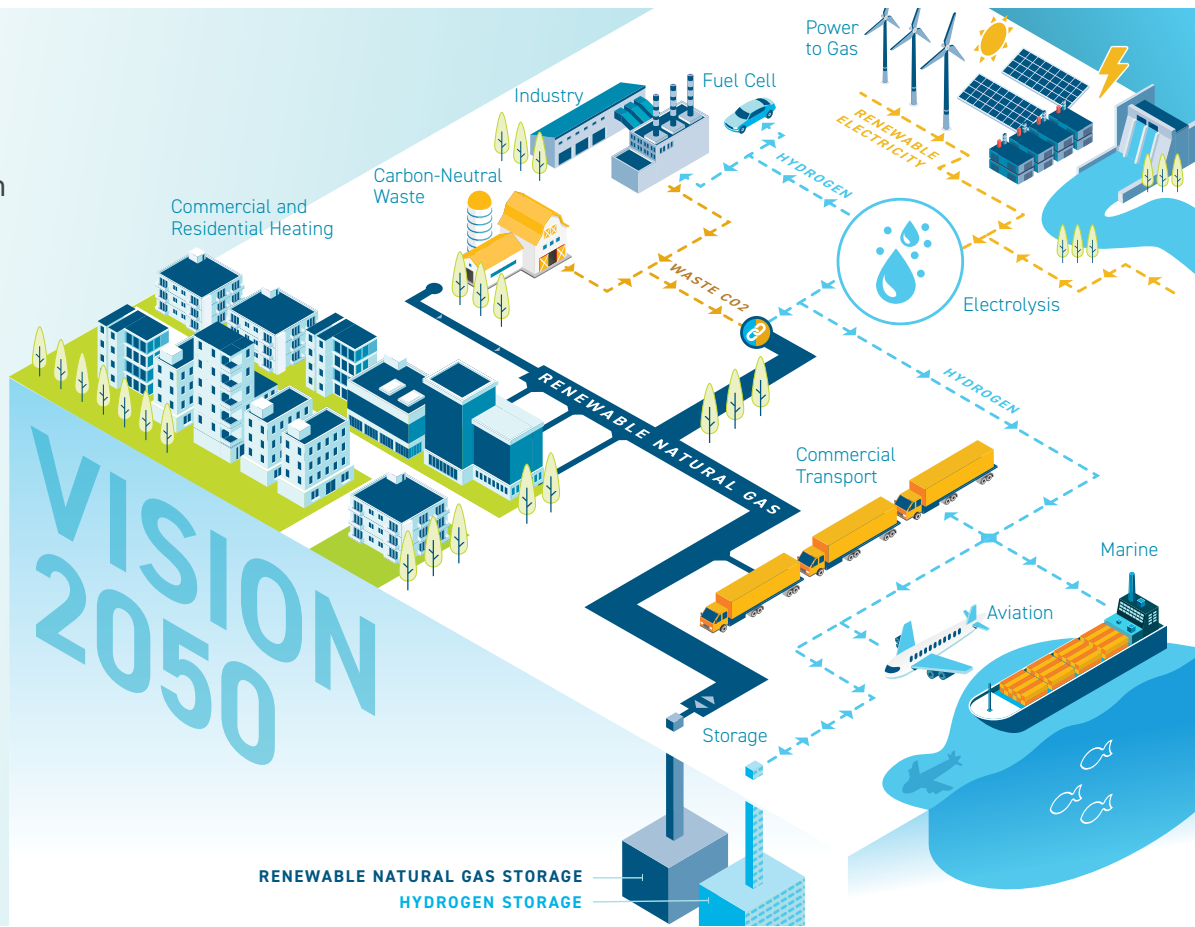 Power
to Gas
Fuel Cell
Industry
RENEWABLE
ELECTRICITY
HYDROGEN
Carbon-Neutral
Waste
Commercial and
Residential Heating
WASTE CO2
Electrolysis
HYDROGEN
RENEWABLE NATURAL GAS
Commercial
Transport
Marine
Aviation
VISION
2050
Storage
RENEWABLE NATURAL GAS STORAGE
HYDROGEN STORAGE